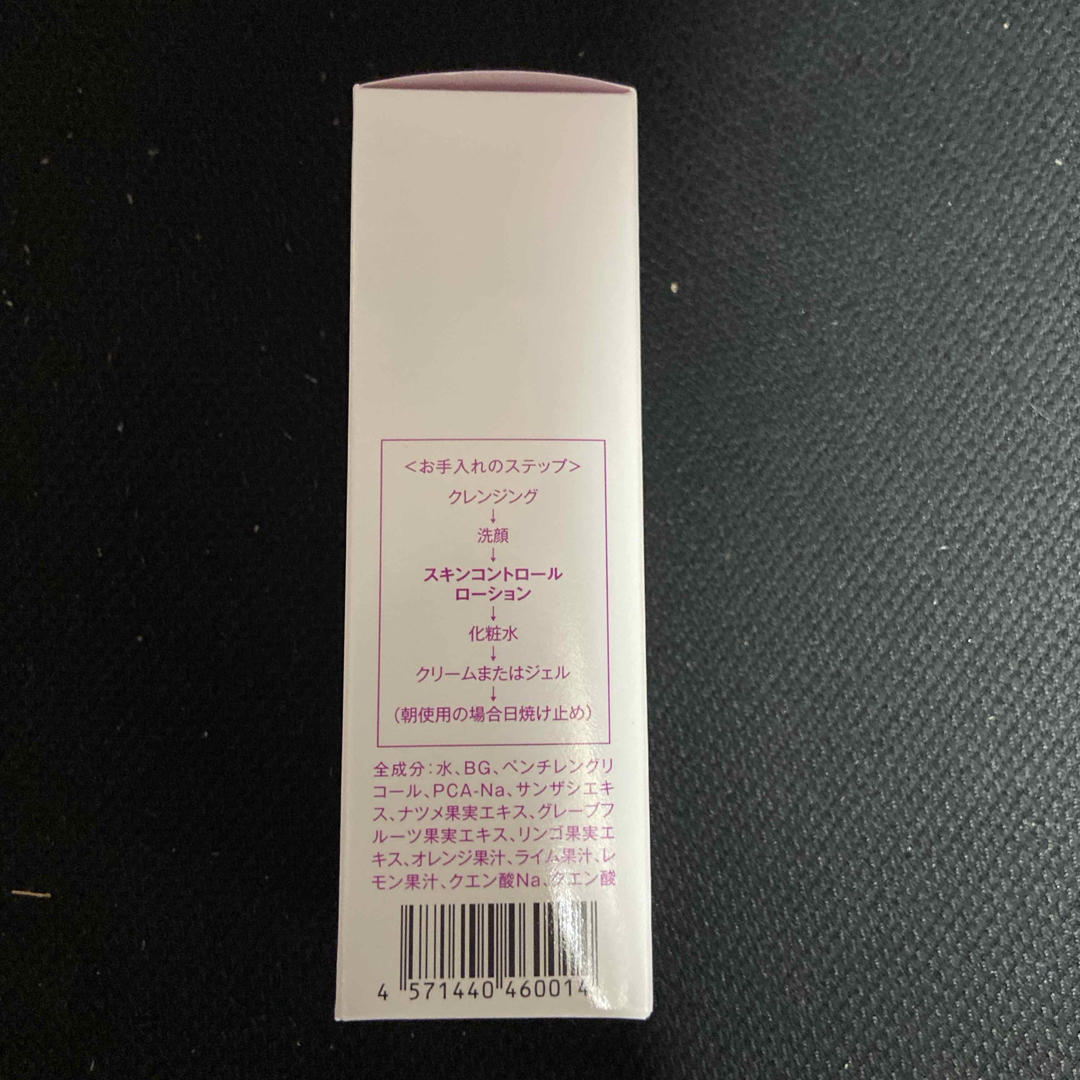 ＜お手入れのステップ＞
クレンジング
↓
洗顔
↓
スキンコントロール
ローション
↓
化粧水
↓
クリームまたはジェル
↓
（朝使用の場合日焼け止め）
全成分：水、BG、ペンチレングリ
コール、PCA-Na、サンザシエキ
ス、ナツメ果実エキス、グレープフ
ルーツ果実エキス、リンゴ果実エ
キス、オレンジ果汁、ライム果汁、レ
モン果汁、クエン酸Na、クエン酸
4 571440 460014